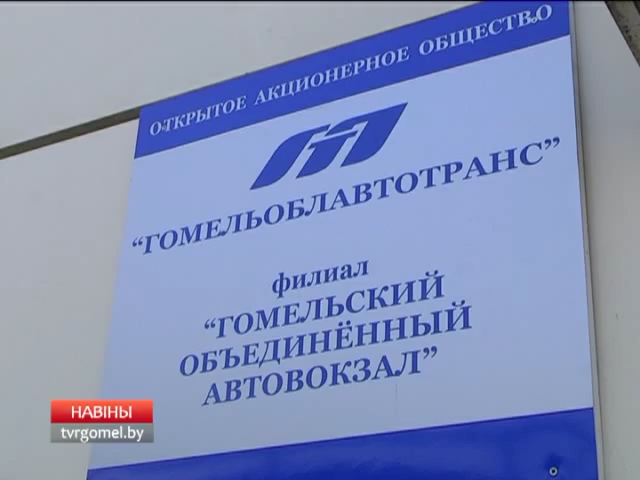 ОТКРЫТОЕ АКЦИОНЕРНОЕ ОБЩЕСТВО
“ГОМЕЛЬОБЛАВТОТРАНС”
филиал
“ГОМЕЛЬСКИЙ
ОБЪЕДИНЁННЫЙ
АВТОВОКЗАЛ”
НАВІНЫ
tvrgomel.by